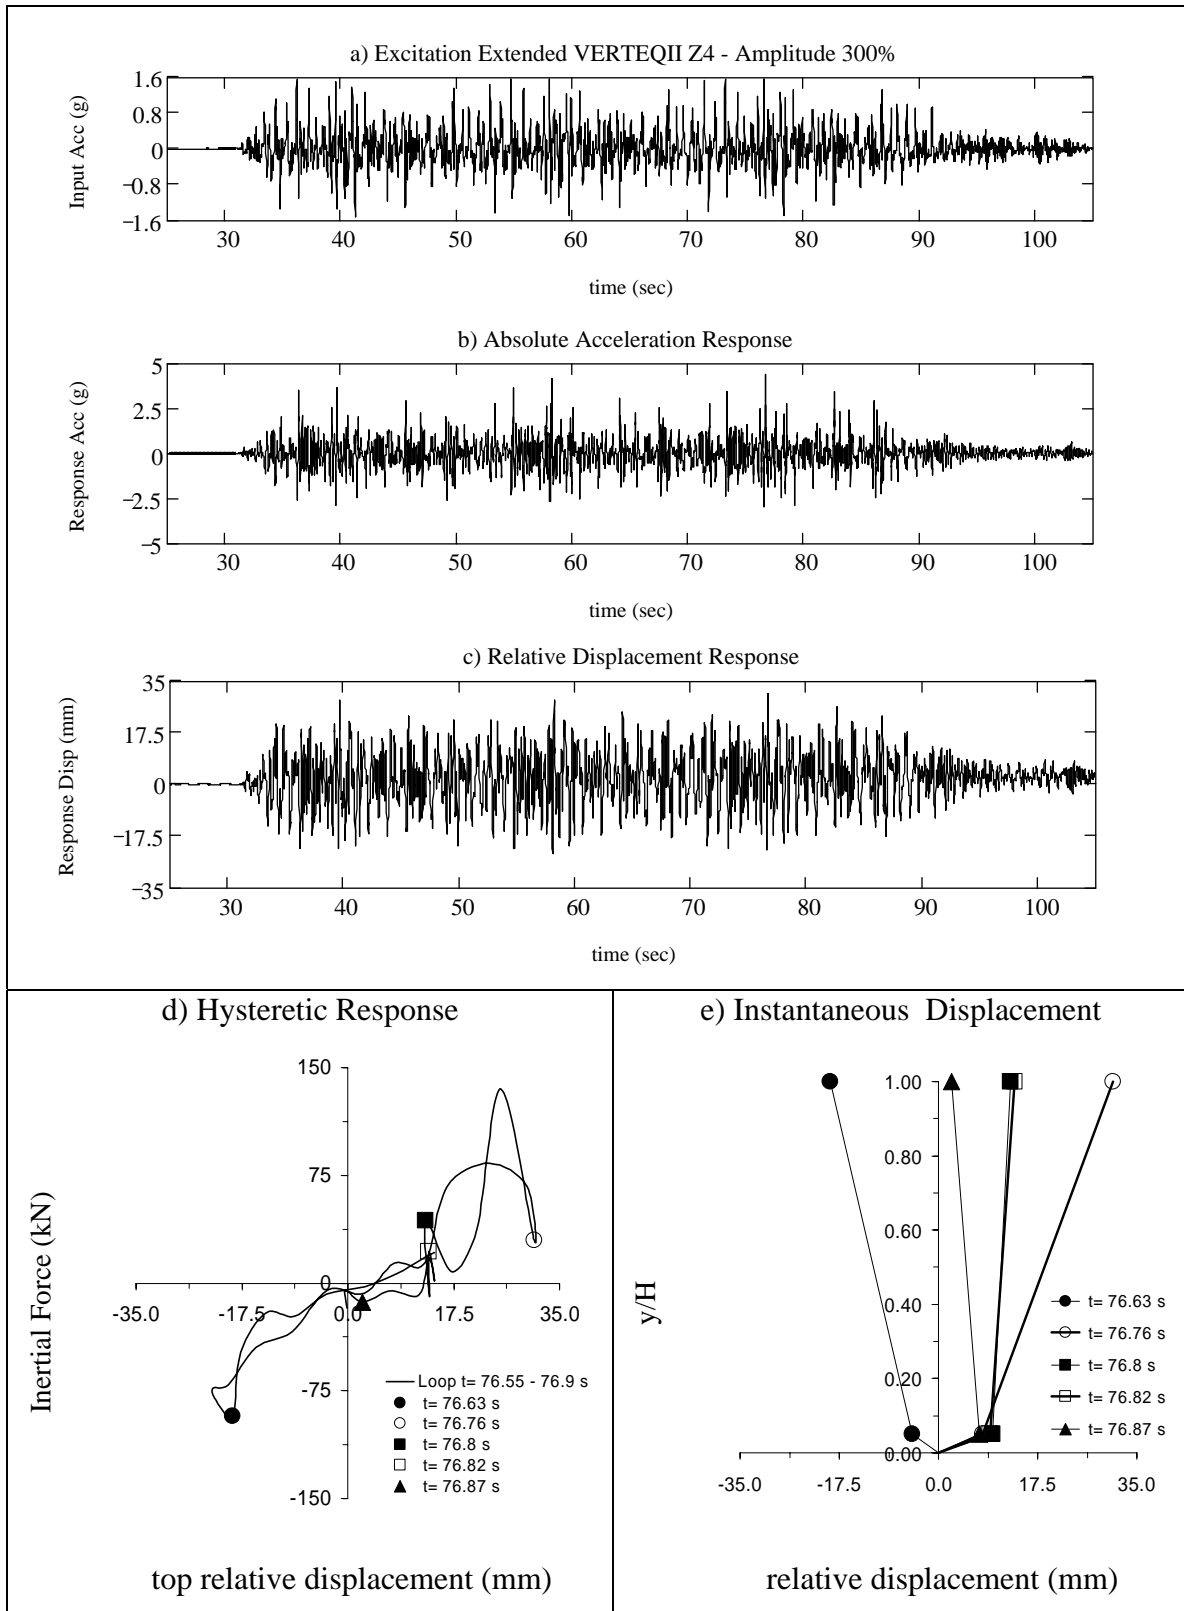 a) Excitation Extended VERTEQII Z4 - Amplitude 300%
Input Acc (g)
1.6
0.8
0
−0.8
−1.6
30 40 50 60 70 80 90 100
time (sec)
b) Absolute Acceleration Response
Response Acc (g)
5
2.5
0
−2.5
−5
30 40 50 60 70 80 90 100
time (sec)
c) Relative Displacement Response
Response Disp (mm)
35
17.5
0
−17.5
−35
30 40 50 60 70 80 90 100
time (sec)
d) Hysteretic Response
Inertial Force (kN)
150
75
0
-75
-150
-35.0 -17.5 0.0 17.5 35.0
Loop t= 76.55 - 76.9 s
t= 76.63 s
t= 76.76 s
t= 76.8 s
t= 76.82 s
t= 76.87 s
top relative displacement (mm)
e) Instantaneous Displacement
y/H
1.00
0.80
0.60
0.40
0.20
0.00
-35.0 -17.5 0.0 17.5 35.0
t= 76.63 s
t= 76.76 s
t= 76.8 s
t= 76.82 s
t= 76.87 s
relative displacement (mm)